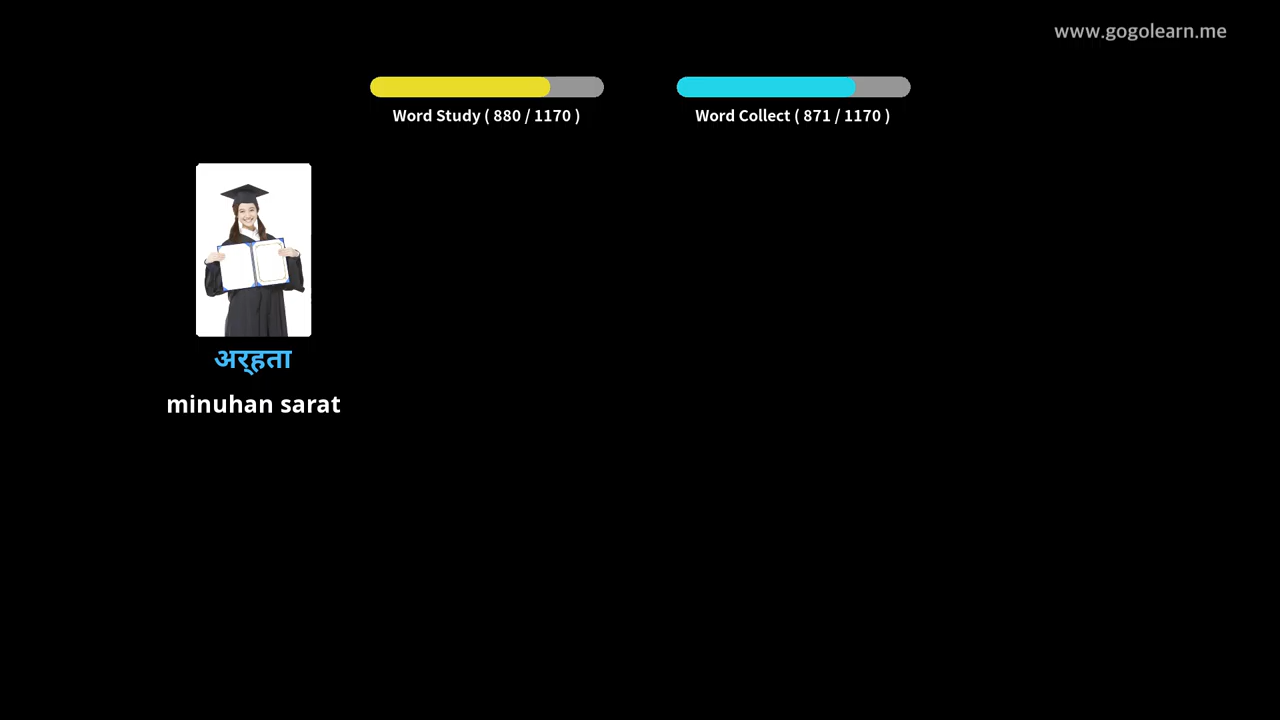 www.gogolearn.me
Word Study ( 880 / 1170 )
Word Collect ( 871 / 1170 )
अर्हता
minuhan sarat